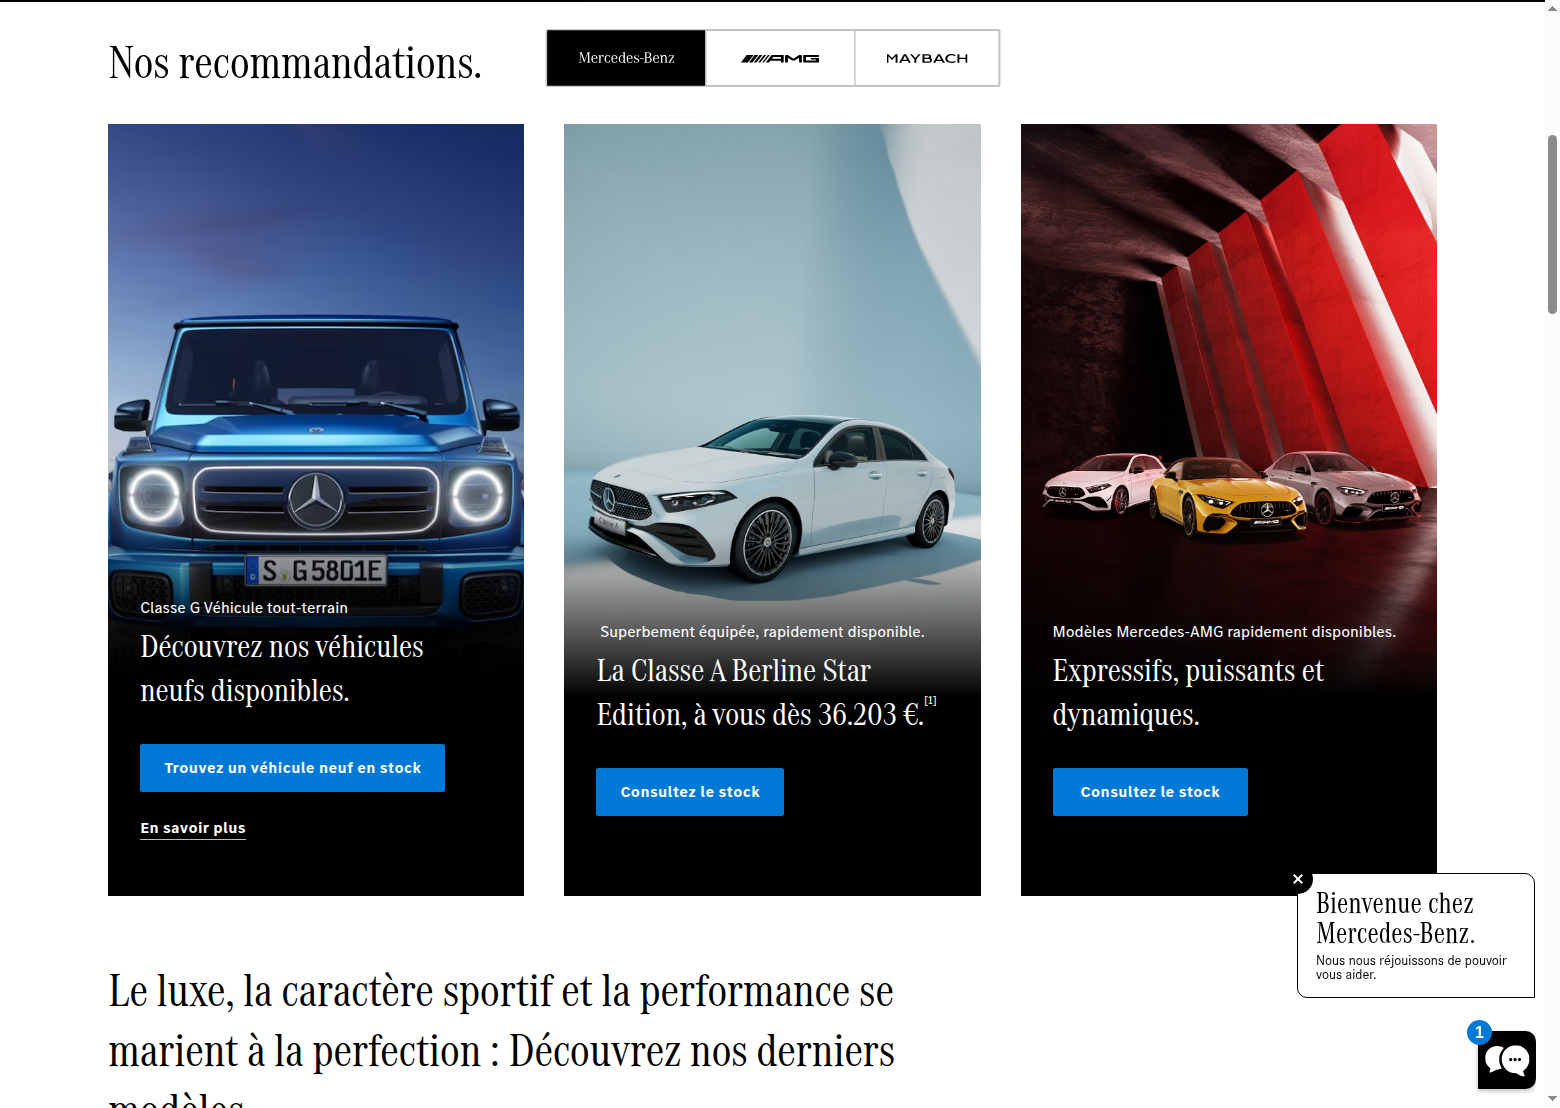 Nos recommandations.
Mercedes-Benz
AMG
MAYBACH
S G 5801E
D
Classe G Véhicule tout-terrain
Découvrez nos véhicules
neufs disponibles.
Trouvez un véhicule neuf en stock
En savoir plus
Classe A
Superbement équipée, rapidement disponible.
La Classe A Berline Star
Edition, à vous dès 36.203 €.[1]
Consultez le stock
AMG
Modèles Mercedes-AMG rapidement disponibles.
Expressifs, puissants et
dynamiques.
Consultez le stock
Bienvenue chez
Mercedes-Benz.
Nous nous réjouissons de pouvoir
vous aider.
1
Le luxe, la caractère sportif et la performance se
marient à la perfection : Découvrez nos derniers
modèles